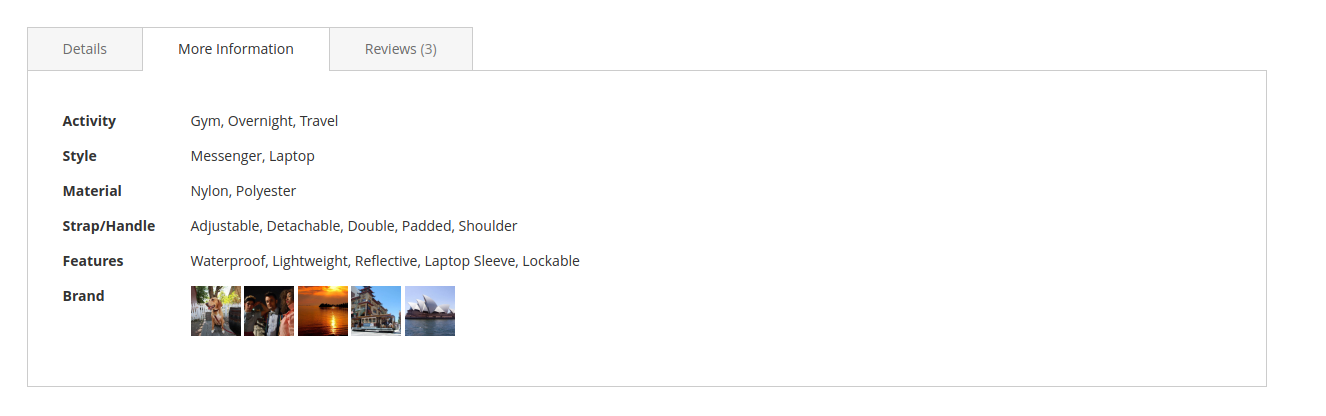 Details More Information Reviews (3)
Activity Gym, Overnight, Travel
Style Messenger, Laptop
Material Nylon, Polyester
Strap/Handle Adjustable, Detachable, Double, Padded, Shoulder
Features Waterproof, Lightweight, Reflective, Laptop Sleeve, Lockable
Brand